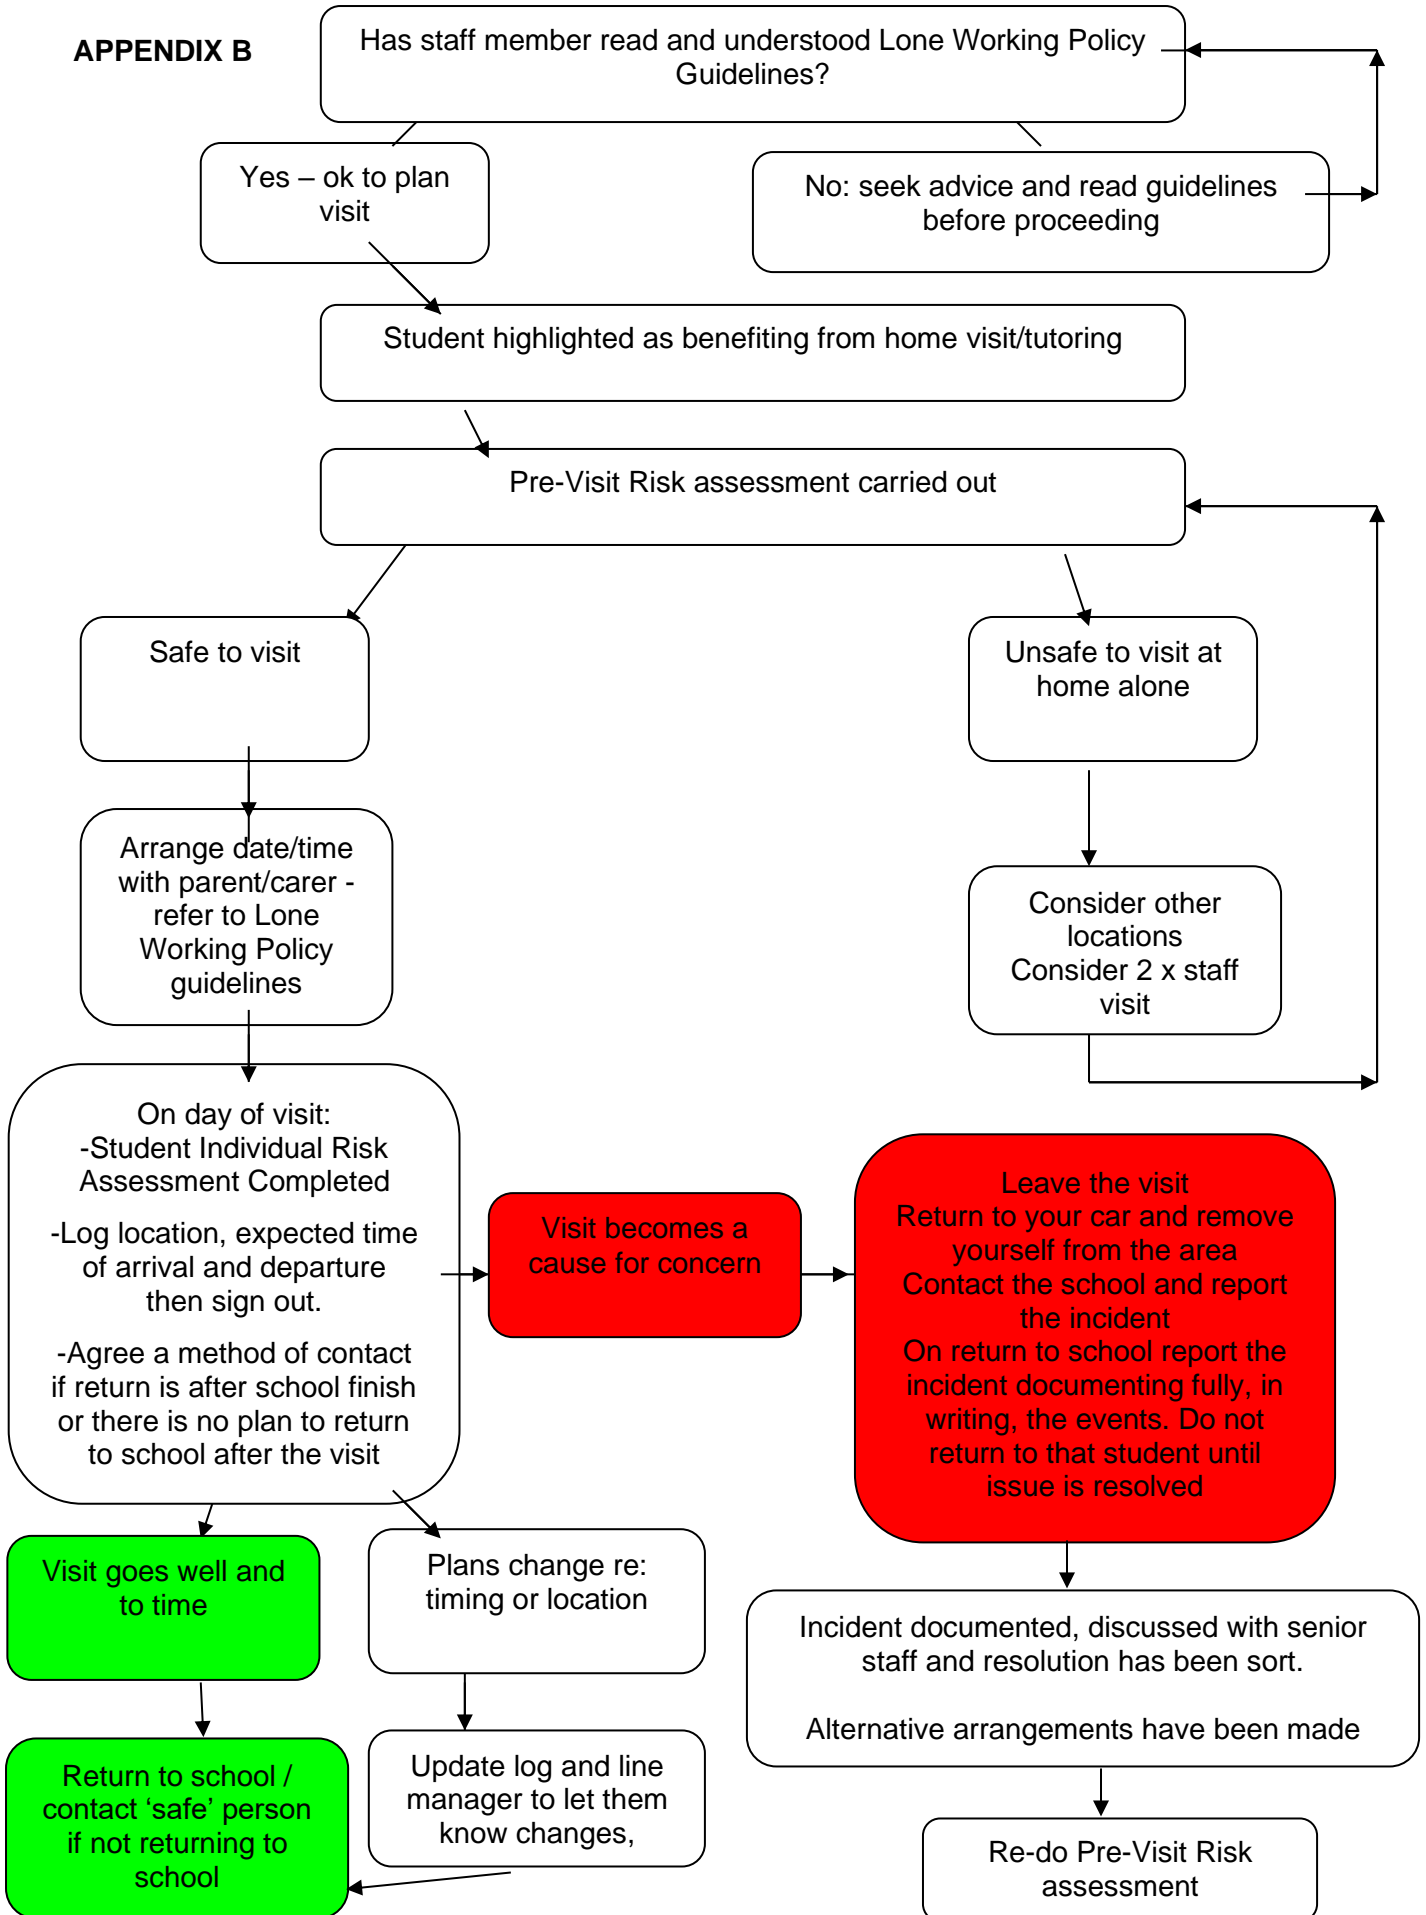 APPENDIX B
Has staff member read and understood Lone Working Policy
Guidelines?
Yes – ok to plan
visit
No: seek advice and read guidelines
before proceeding
Student highlighted as benefiting from home visit/tutoring
Pre-Visit Risk assessment carried out
Safe to visit
Unsafe to visit at
home alone
Arrange date/time
with parent/carer -
refer to Lone
Working Policy
guidelines
Consider other
locations
Consider 2 x staff
visit
On day of visit:
-Student Individual Risk
Assessment Completed
-Log location, expected time
of arrival and departure
then sign out.
-Agree a method of contact
if return is after school finish
or there is no plan to return
to school after the visit
Visit becomes a
cause for concern
Leave the visit
Return to your car and remove
yourself from the area
Contact the school and report
the incident
On return to school report the
incident documenting fully, in
writing, the events. Do not
return to that student until
issue is resolved
Visit goes well and
to time
Plans change re:
timing or location
Incident documented, discussed with senior
staff and resolution has been sort.
Alternative arrangements have been made
Return to school /
contact ‘safe’ person
if not returning to
school
Update log and line
manager to let them
know changes,
Re-do Pre-Visit Risk
assessment